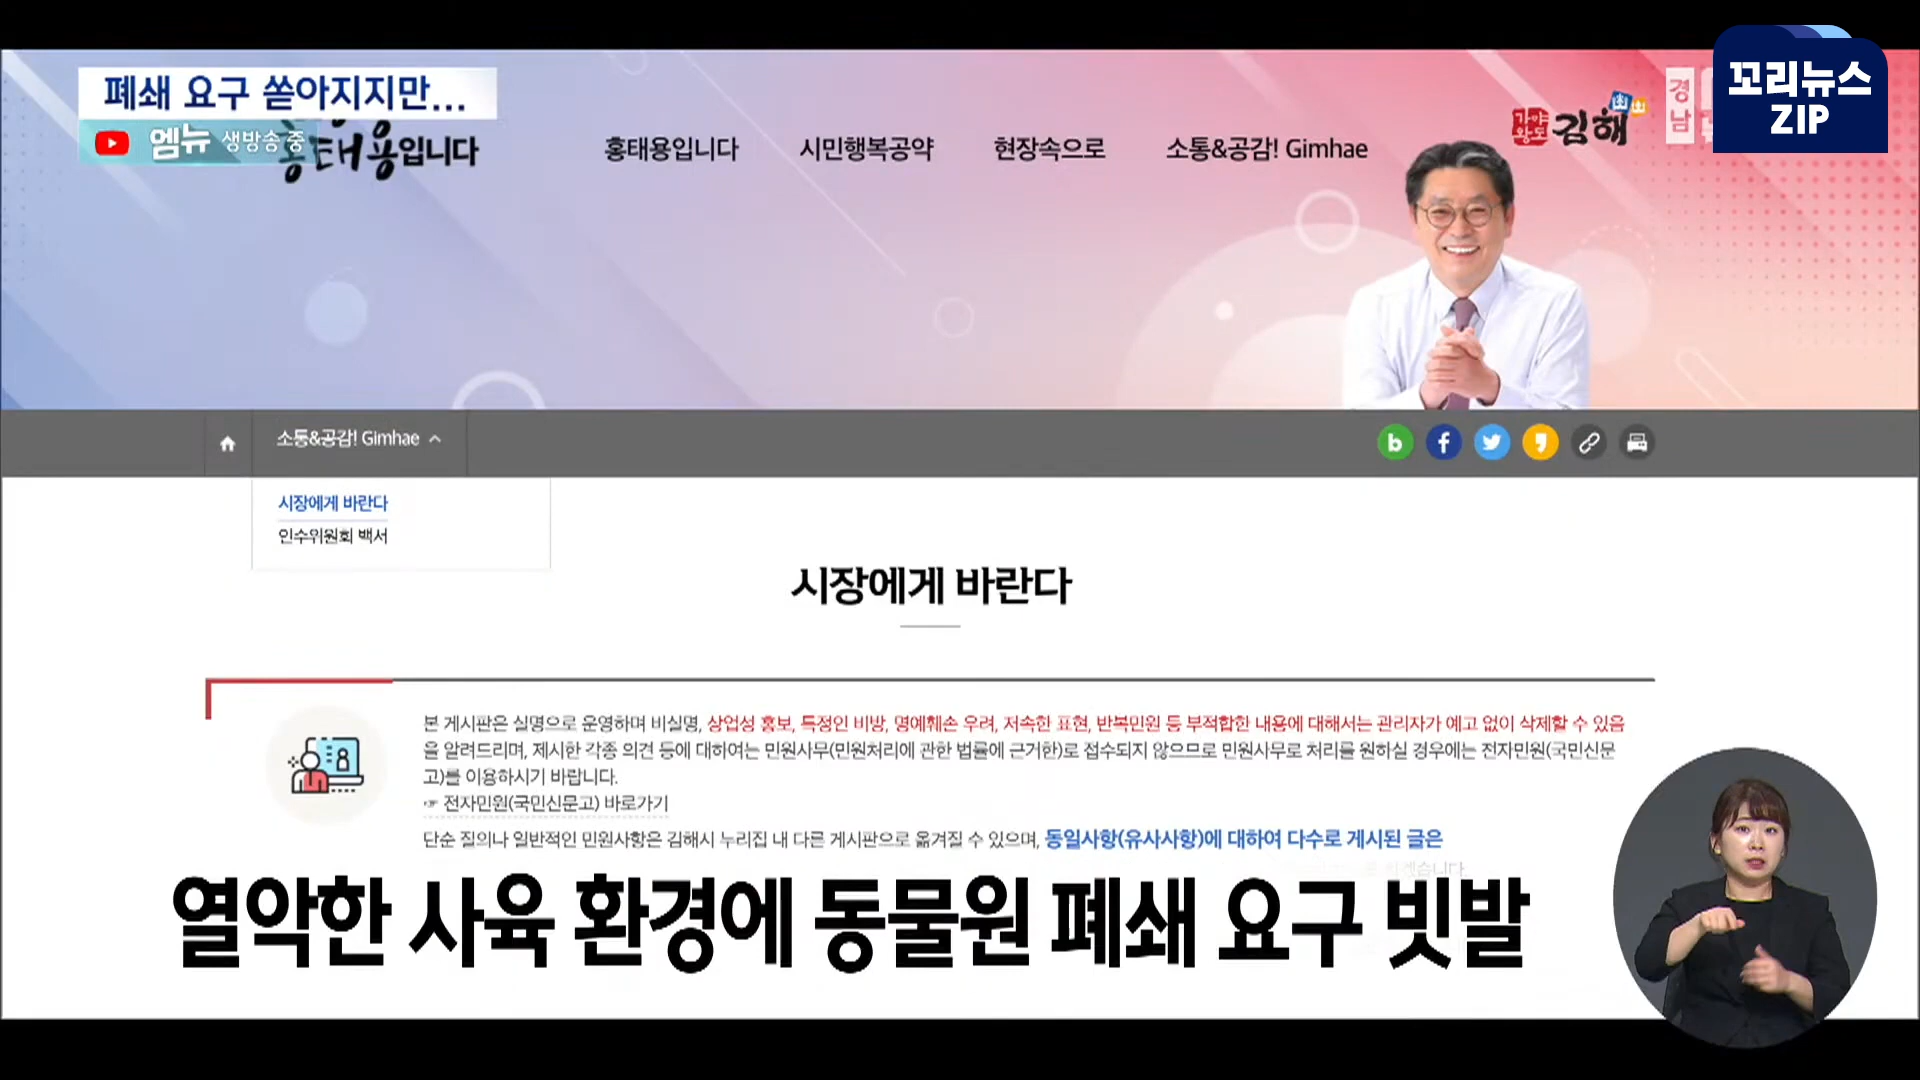 폐쇄 요구 쏟아지지만...
엠뉴 생방송 중
홍태용입니다
홍태용입니다
시민행복공약
현장속으로
소통&공감! Gimhae
가야왕도 김해
경남
꼬리뉴스
ZIP
소통&공감! Gimhae
시장에게 바란다
인수위원회 백서
시장에게 바란다
본 게시판은 실명으로 운영하며 비실명, 상업성 홍보, 특정인 비방, 명예훼손 우려, 저속한 표현, 반복민원 등 부적합한 내용에 대해서는 관리자가 예고 없이 삭제할 수 있음
을 알려드리며, 제시한 각종 의견 등에 대하여는 민원사무(민원처리에 관한 법률에 근거한)로 접수되지 않으므로 민원사무로 처리를 원하실 경우에는 전자민원(국민신문
고)를 이용하시기 바랍니다.
☞ 전자민원(국민신문고) 바로가기
단순 질의나 일반적인 민원사항은 김해시 누리집 내 다른 게시판으로 옮겨질 수 있으며, 동일사항(유사사항)에 대하여 다수로 게시된 글은
열악한 사육 환경에 동물원 폐쇄 요구 빗발